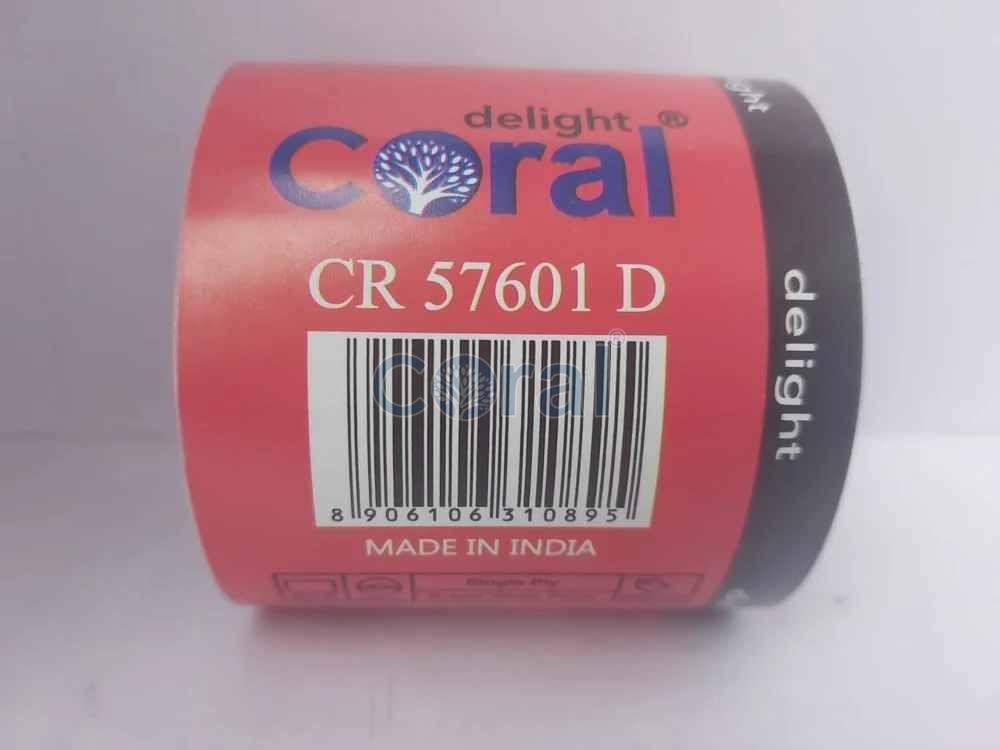 delight
Coral®
CR 57601 D
Coral®
8 906106 310895
MADE IN INDIA
Single Ply
delight